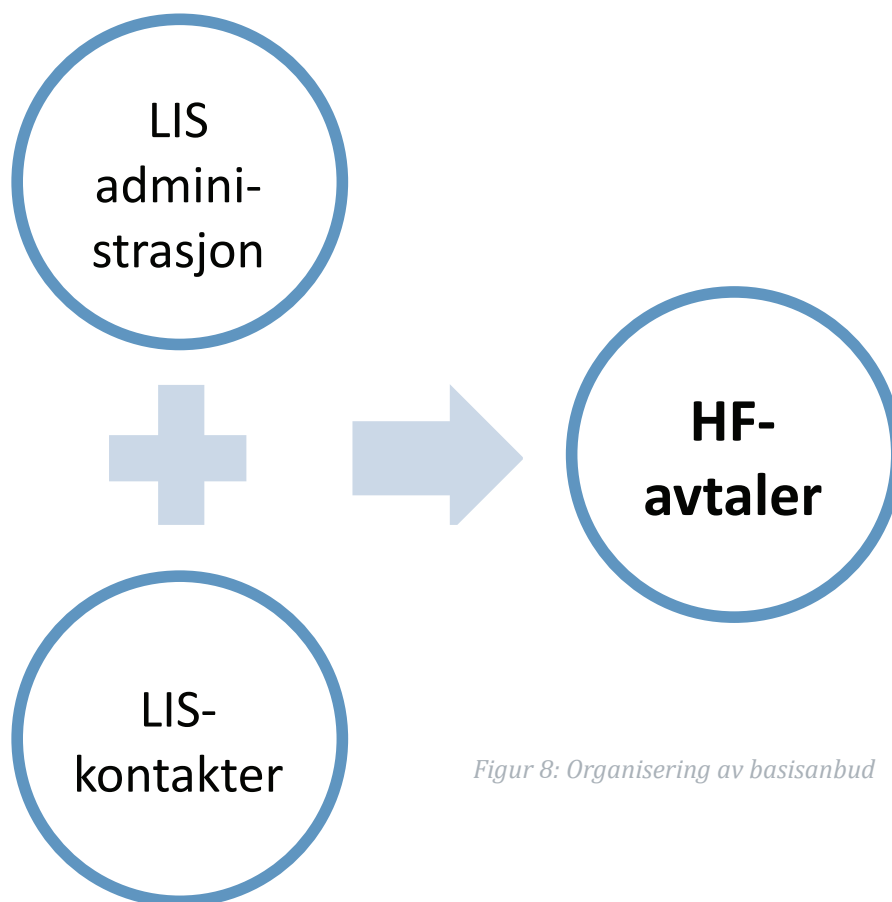 LIS
admini-
strasjon
HF-
avtaler
LIS-
kontakter
Figur 8: Organisering av basisanbud